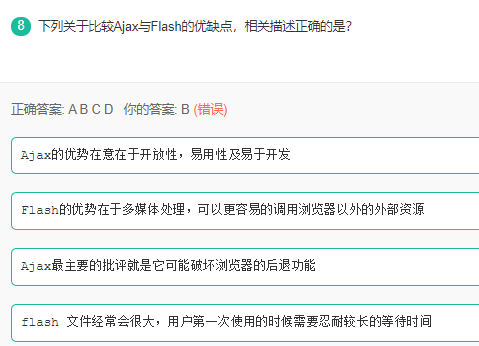 8 下列关于比较Ajax与Flash的优缺点，相关描述正确的是?
正确答案: A B C D 你的答案: B (错误)
Ajax的优势在意在于开放性，易用性及易于开发
Flash的优势在于多媒体处理，可以更容易的调用浏览器以外的外部资源
Ajax最主要的批评就是它可能破坏浏览器的后退功能
flash 文件经常会很大，用户第一次使用的时候需要忍耐较长的等待时间